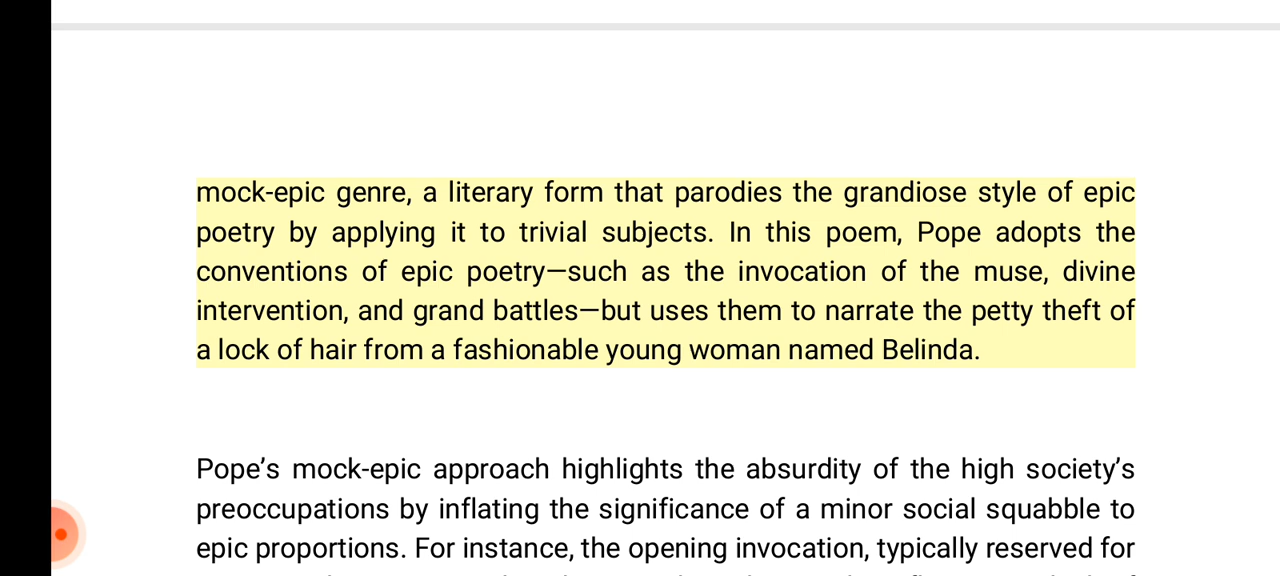 mock-epic genre, a literary form that parodies the grandiose style of epic
poetry by applying it to trivial subjects. In this poem, Pope adopts the
conventions of epic poetry—such as the invocation of the muse, divine
intervention, and grand battles—but uses them to narrate the petty theft of
a lock of hair from a fashionable young woman named Belinda.
Pope’s mock-epic approach highlights the absurdity of the high society’s
preoccupations by inflating the significance of a minor social squabble to
epic proportions. For instance, the opening invocation, typically reserved for